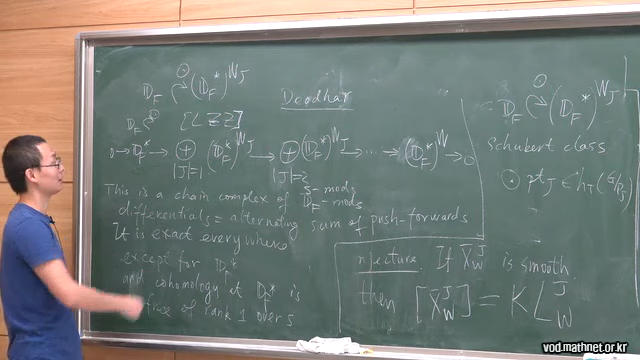 𝔻_F ↻^⊙ (𝔻_F^*)^{W_J}
Deodhar
𝔻_F ↻^⊙ [LZZ]
0 → 𝔻_F^* → ⊕_{|J|=1} (𝔻_F^*)^{W_J} → ⊕_{|J|=2} (𝔻_F^*)^{W_J} → ⋯ → (𝔻_F^*)^W → 0
This is a chain complex of S-mods
𝔻_F-mods
differentials = alternating sum of push-forwards
It is exact everywhere
except for 𝔻_F^*
and cohomology at 𝔻_F^* is
free of rank 1 over S
𝔻_F ↻^⊙ (𝔻_F^*)^{W_J}
Schubert class
⊙ pt_J ∈ h_T(G/P_J)
If X̄_w^J is smooth
then [X̄_w^J] = KL_w^J
vod.mathnet.or.kr